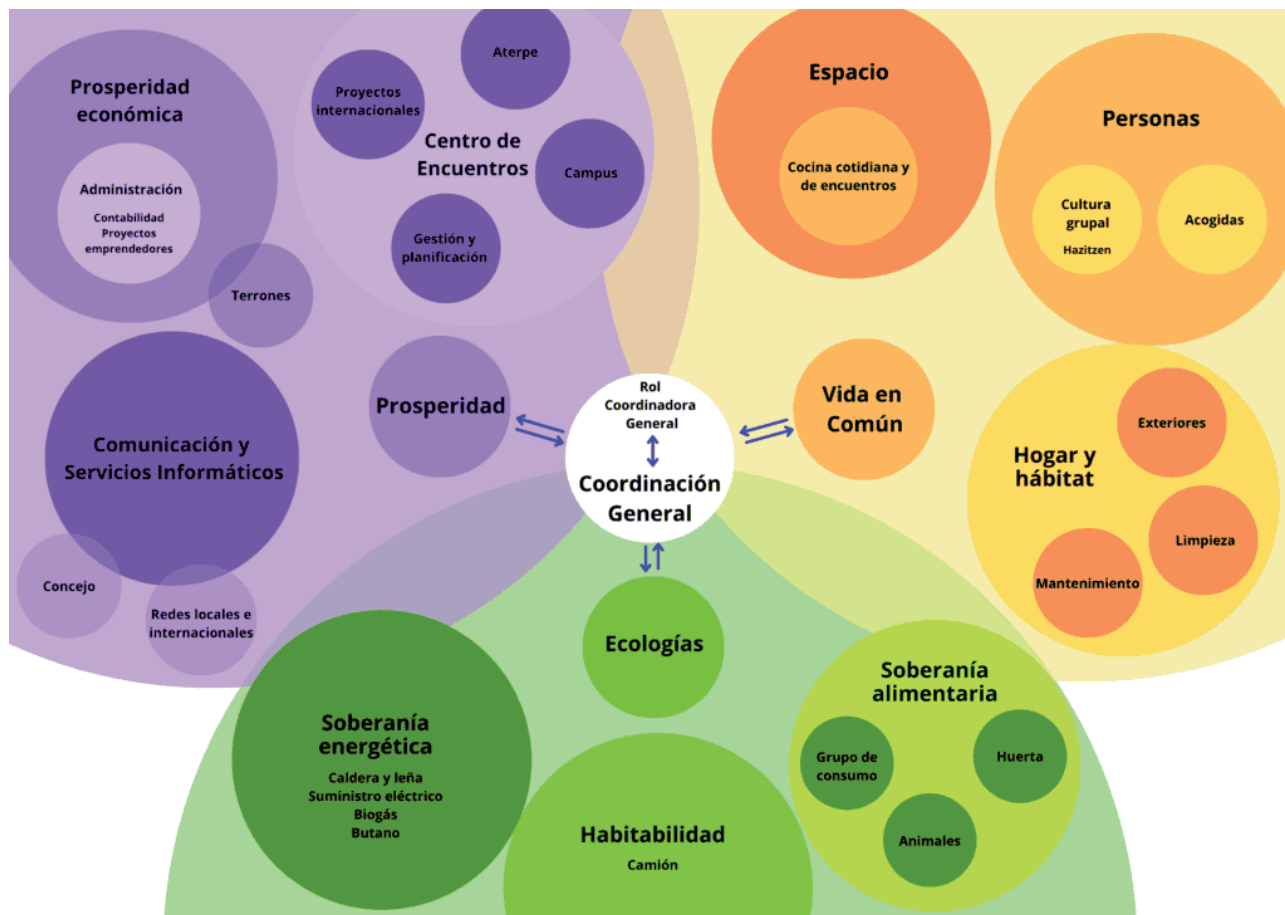 Prosperidad
económica
Administración
Contabilidad
Proyectos
emprendedores
Terrones
Aterpe
Proyectos
internacionales
Centro de
Encuentros
Campus
Gestión y
planificación
Espacio
Cocina cotidiana y
de encuentros
Personas
Cultura
grupal
Hazitzen
Acogidas
Comunicación y
Servicios Informáticos
Concejo
Redes locales e
internacionales
Prosperidad
Rol
Coordinadora
General
Coordinación
General
Vida en
Común
Hogar y
hábitat
Exteriores
Limpieza
Mantenimiento
Ecologías
Soberanía
energética
Caldera y leña
Suministro eléctrico
Biogás
Butano
Habitabilidad
Camión
Soberanía
alimentaria
Grupo de
consumo
Huerta
Animales